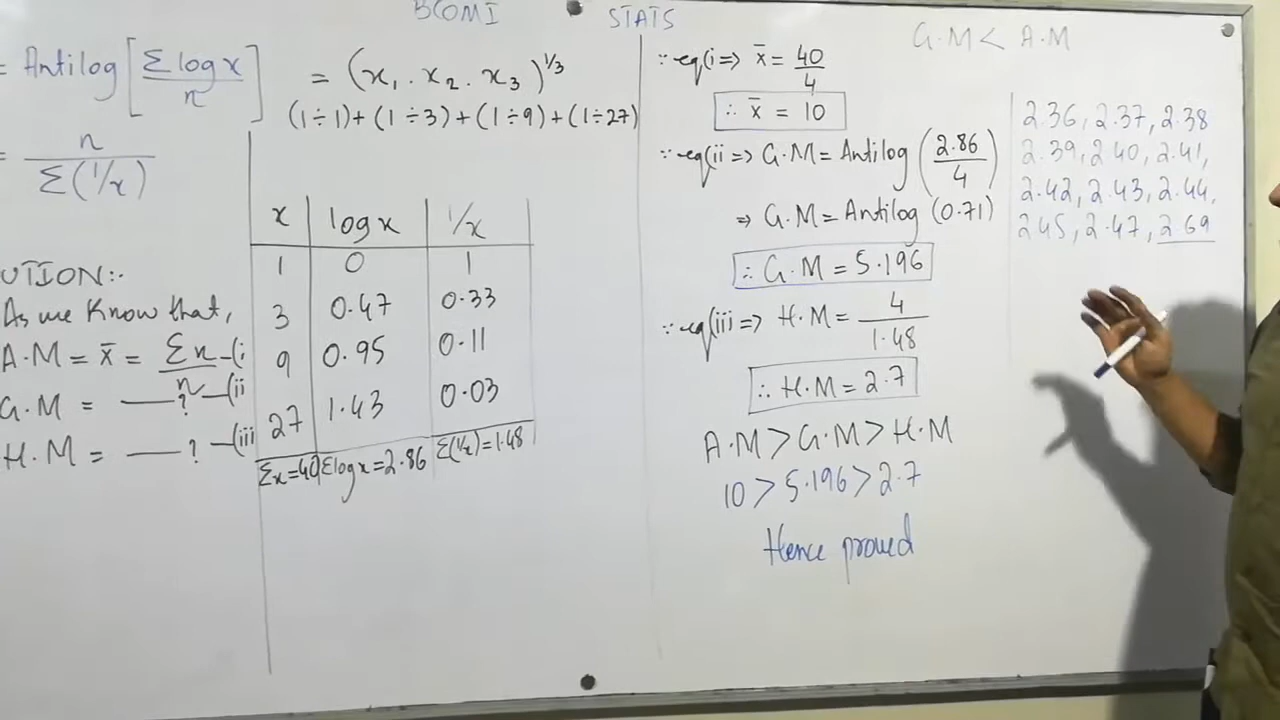 BCOM I STATS
= Antilog [Σ log x / n]
= (x₁ . x₂ . x₃)^1/3
(1÷1)+(1÷3)+(1÷9)+(1÷27)
= n / Σ(1/x)
UTION:-
As we know that,
A.M = x̄ = Σx / n -(i
G.M = —? -(ii
H.M = —? -(iii
x | log x | 1/x
1 | 0 | 1
3 | 0.47 | 0.33
9 | 0.95 | 0.11
27 | 1.43 | 0.03
Σx=40 | Σlogx=2.86 | Σ(1/x)=1.48
∵ eq(i ⇒ x̄ = 40/4
∴ x̄ = 10
∵ eq(ii ⇒ G.M = Antilog (2.86/4)
⇒ G.M = Antilog (0.71)
∴ G.M = 5.196
∵ eq(iii ⇒ H.M = 4/1.48
∴ H.M = 2.7
A.M > G.M > H.M
10 > 5.196 > 2.7
Hence proved
G.M < A.M
2.36, 2.37, 2.38
2.39, 2.40, 2.41,
2.42, 2.43, 2.44,
2.45, 2.47, 2.69